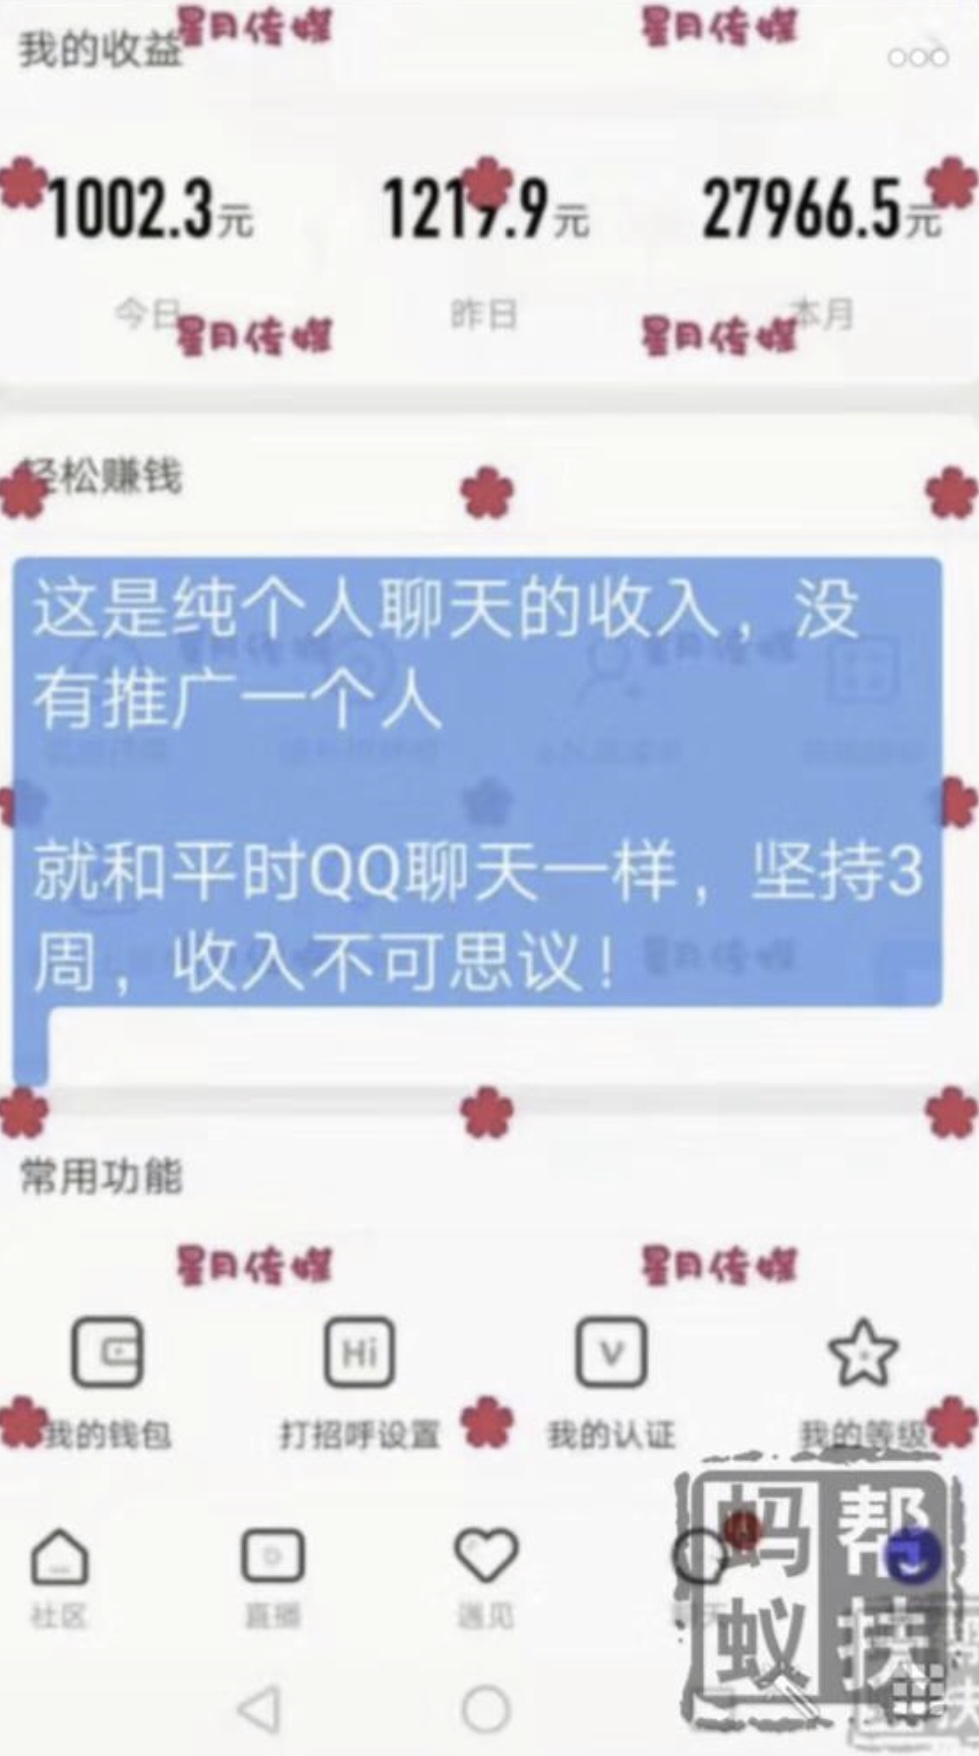 星月传媒 星月传媒
我的收益
1002.3元 1219.9元 27966.5元
今日 昨日 本月
星月传媒 星月传媒
轻松赚钱
这是纯个人聊天的收入，没
有推广一个人
就和平时QQ聊天一样，坚持3
周，收入不可思议！
常用功能
星月传媒 星月传媒
Hi V
我的钱包 打招呼设置 我的认证 我的等级
社区 直播 遇见
蚂 帮
蚁 扶